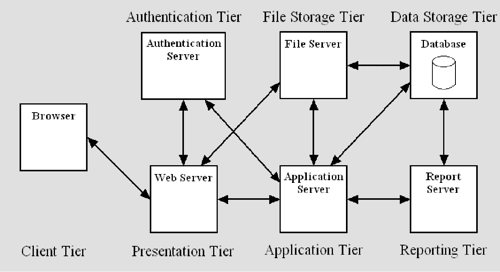 Authentication Tier
File Storage Tier
Data Storage Tier
Authentication
Server
File Server
Database
Browser
Web Server
Application
Server
Report
Server
Client Tier
Presentation Tier
Application Tier
Reporting Tier